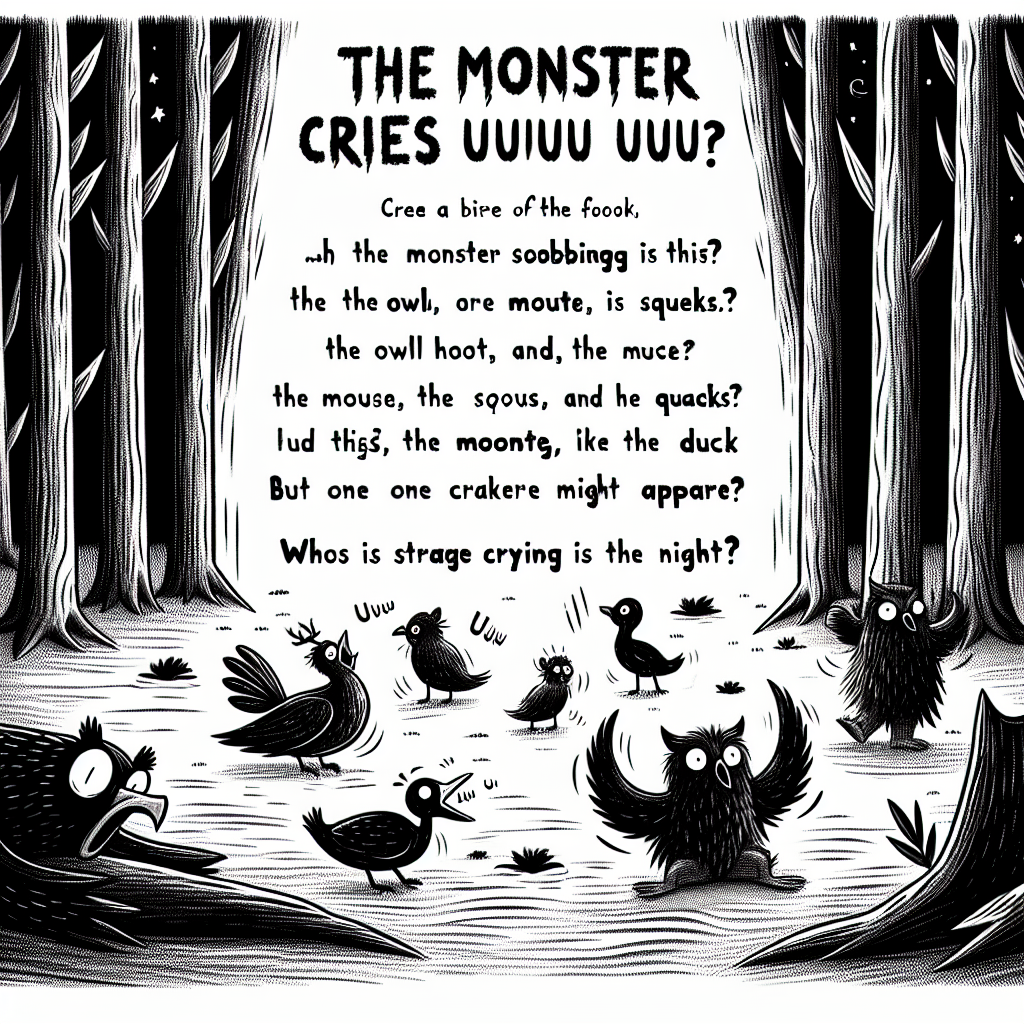 THE MONSTER
CRIES UUIUU UUU?
Cree a bire of the foook,
the monster soobbingg is this?
the the owl, ore moute, is squeks.?
the owll hoot, and, the muce?
the mouse, the sqous, and he quacks?
lud the moonte, ike the duck
But one one crakere might appare?
Whos is strage crying is the night?
Uuw
Uuu